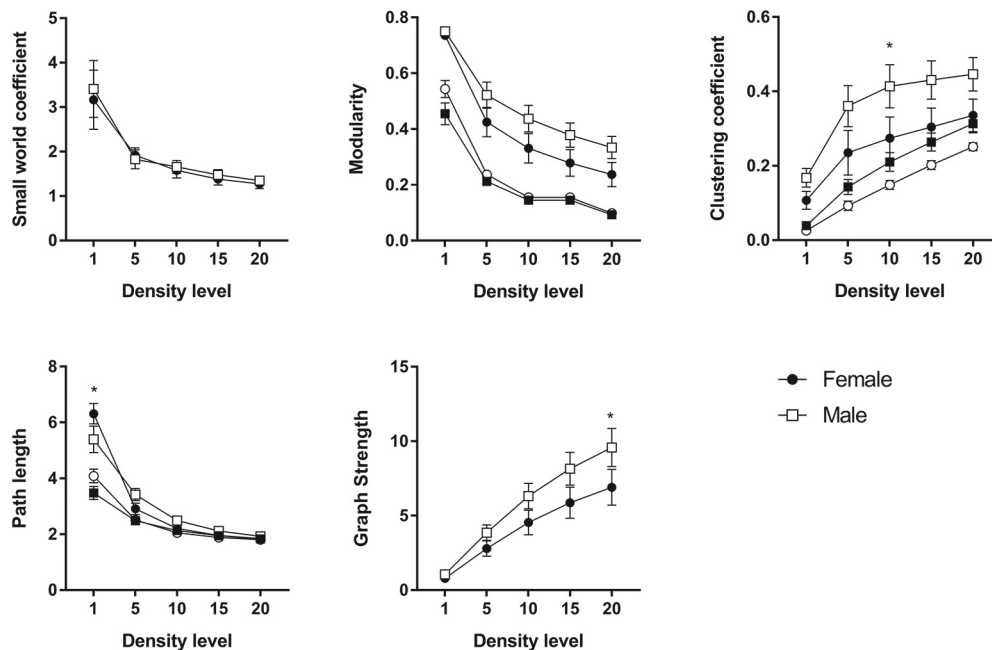 Small world coefficient
5
4
3
2
1
0
1 5 10 15 20
Density level
Modularity
0.8
0.6
0.4
0.2
0.0
1 5 10 15 20
Density level
Clustering coefficient
0.6
0.4
0.2
0.0
*
1 5 10 15 20
Density level
Path length
8
6
4
2
0
*
1 5 10 15 20
Density level
Graph Strength
15
10
5
0
*
1 5 10 15 20
Density level
Female
Male